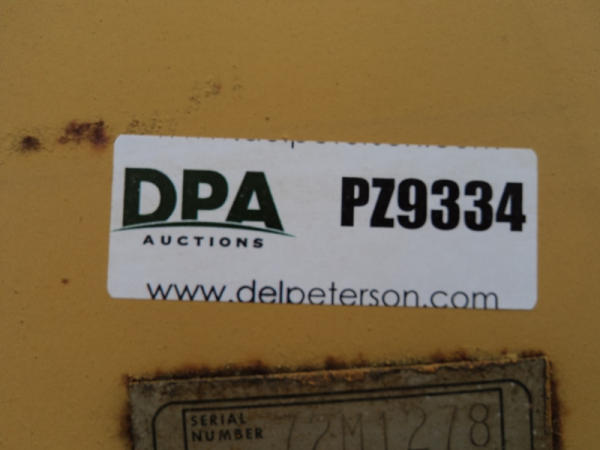 DPA
AUCTIONS
PZ9334
www.delpeterson.com
SERIAL
NUMBER 72M1278